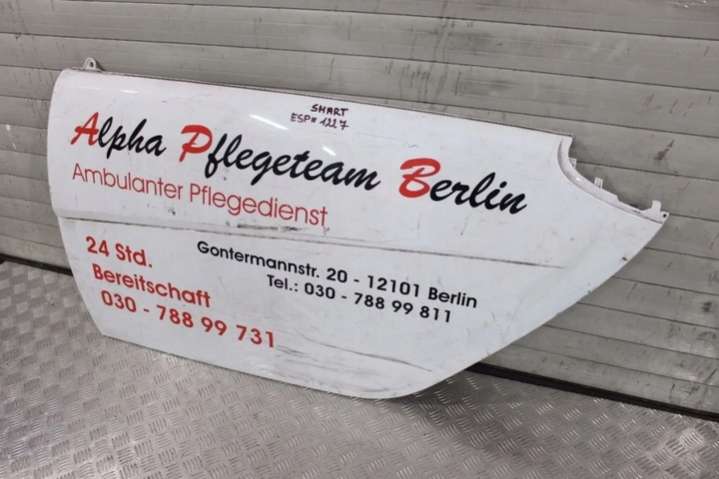 SMART
ESP# 1227
Alpha Pflegeteam Berlin
Ambulanter Pflegedienst
24 Std.
Bereitschaft
030 - 788 99 731
Gontermannstr. 20 - 12101 Berlin
Tel.: 030 - 788 99 811